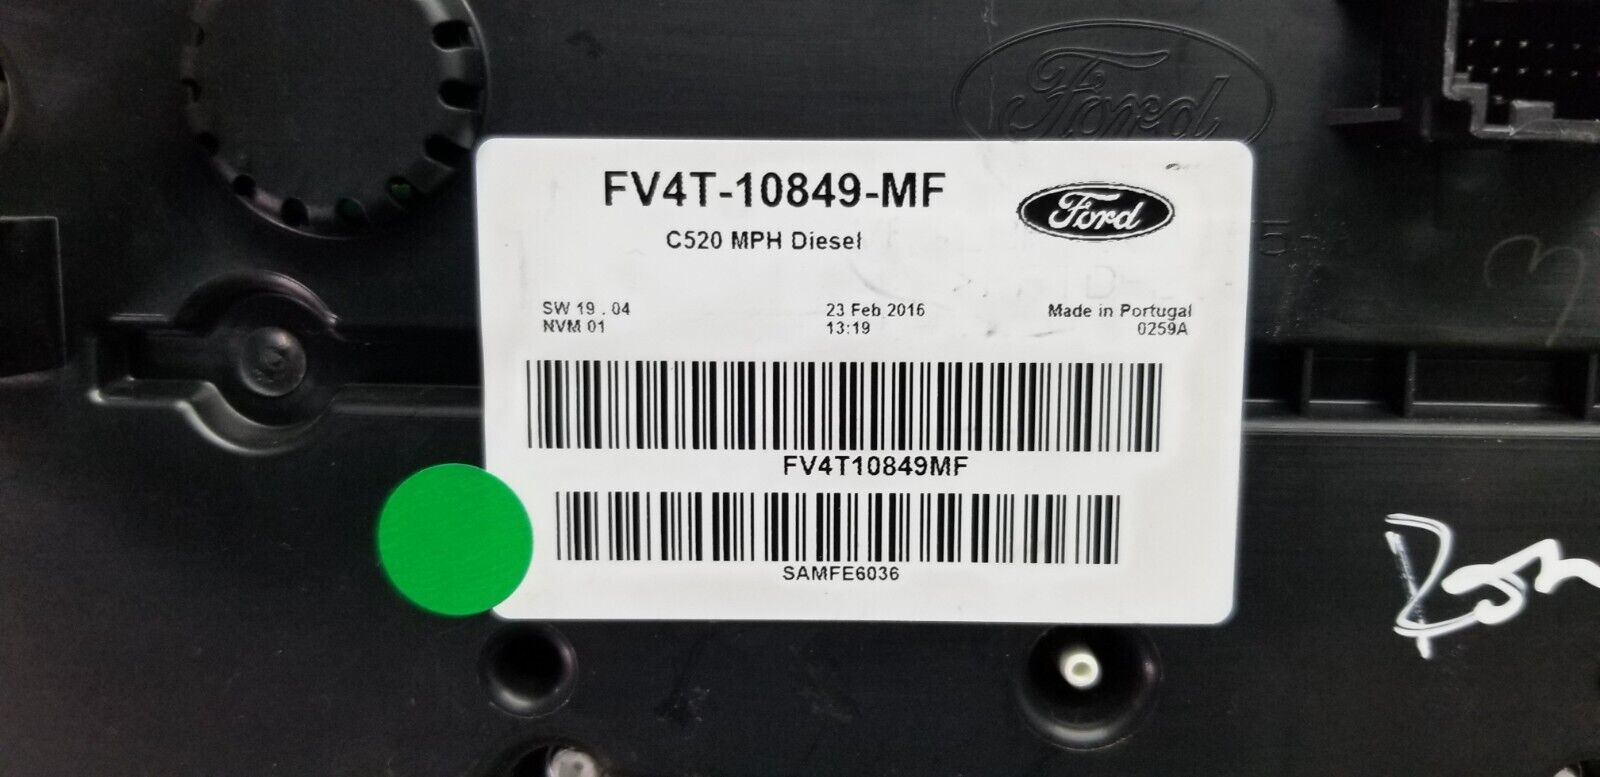 Ford
FV4T-10849-MF
Ford
C520 MPH Diesel
SW 19 . 04
23 Feb 2016
Made in Portugal
NVM 01
13:19
0259A
FV4T10849MF
SAMFE6036